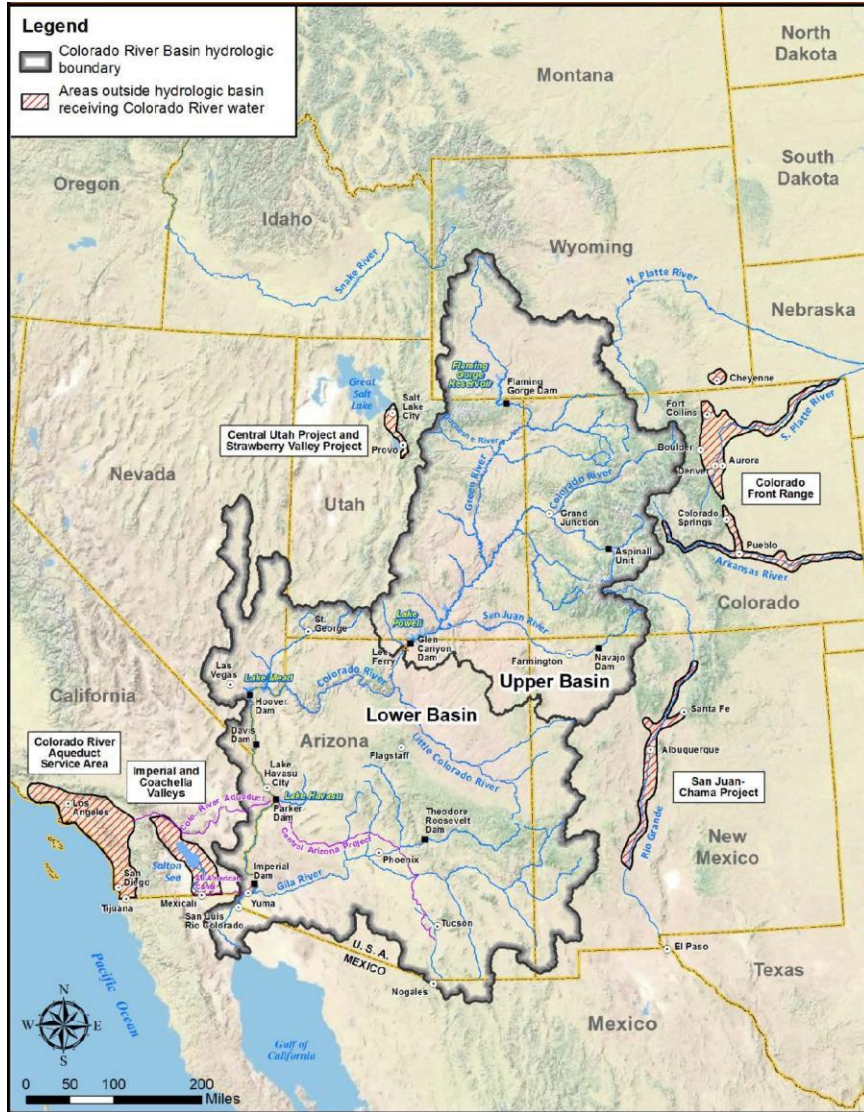 Legend
Colorado River Basin hydrologic
boundary
Areas outside hydrologic basin
receiving Colorado River water
North
Dakota
Montana
South
Dakota
Oregon
Idaho
Wyoming
Snake River
N. Platte River
Nebraska
Flaming
Gorge
Reservoir
Flaming
Gorge Dam
Cheyenne
Great
Salt
Lake
Salt
Lake
City
Fort
Collins
S. Platte River
Central Utah Project and
Strawberry Valley Project
Provo
Boulder
Denver
Aurora
Colorado
Front Range
Nevada
Utah
Green River
Colorado River
Grand
Junction
Colorado
Springs
Aspinall
Unit
Pueblo
Arkansas River
Colorado
St.
George
Lake
Powell
Glen
Canyon
Dam
San Juan River
Farmington
Navajo
Dam
Las
Vegas
Lake Mead
Hoover
Dam
Colorado River
Upper Basin
Lower Basin
California
Davis
Dam
Arizona
Flagstaff
Little Colorado River
Santa Fe
Albuquerque
Colorado River
Aqueduct
Service Area
Imperial and
Coachella
Valleys
Lake
Havasu
City
Lake Havasu
Parker
Dam
San Juan-
Chama Project
Los
Angeles
Central Arizona Project
Theodore
Roosevelt
Dam
Phoenix
Rio Grande
New
Mexico
Salton
Sea
Imperial
Dam
Gila River
San
Diego
Tijuana
Mexicali
Yuma
San Luis
Rio Colorado
Tucson
U. S. A.
MEXICO
Nogales
El Paso
Texas
Mexico
Pacific Ocean
Gulf of
California
N
W E
S
0 50 100 200
Miles